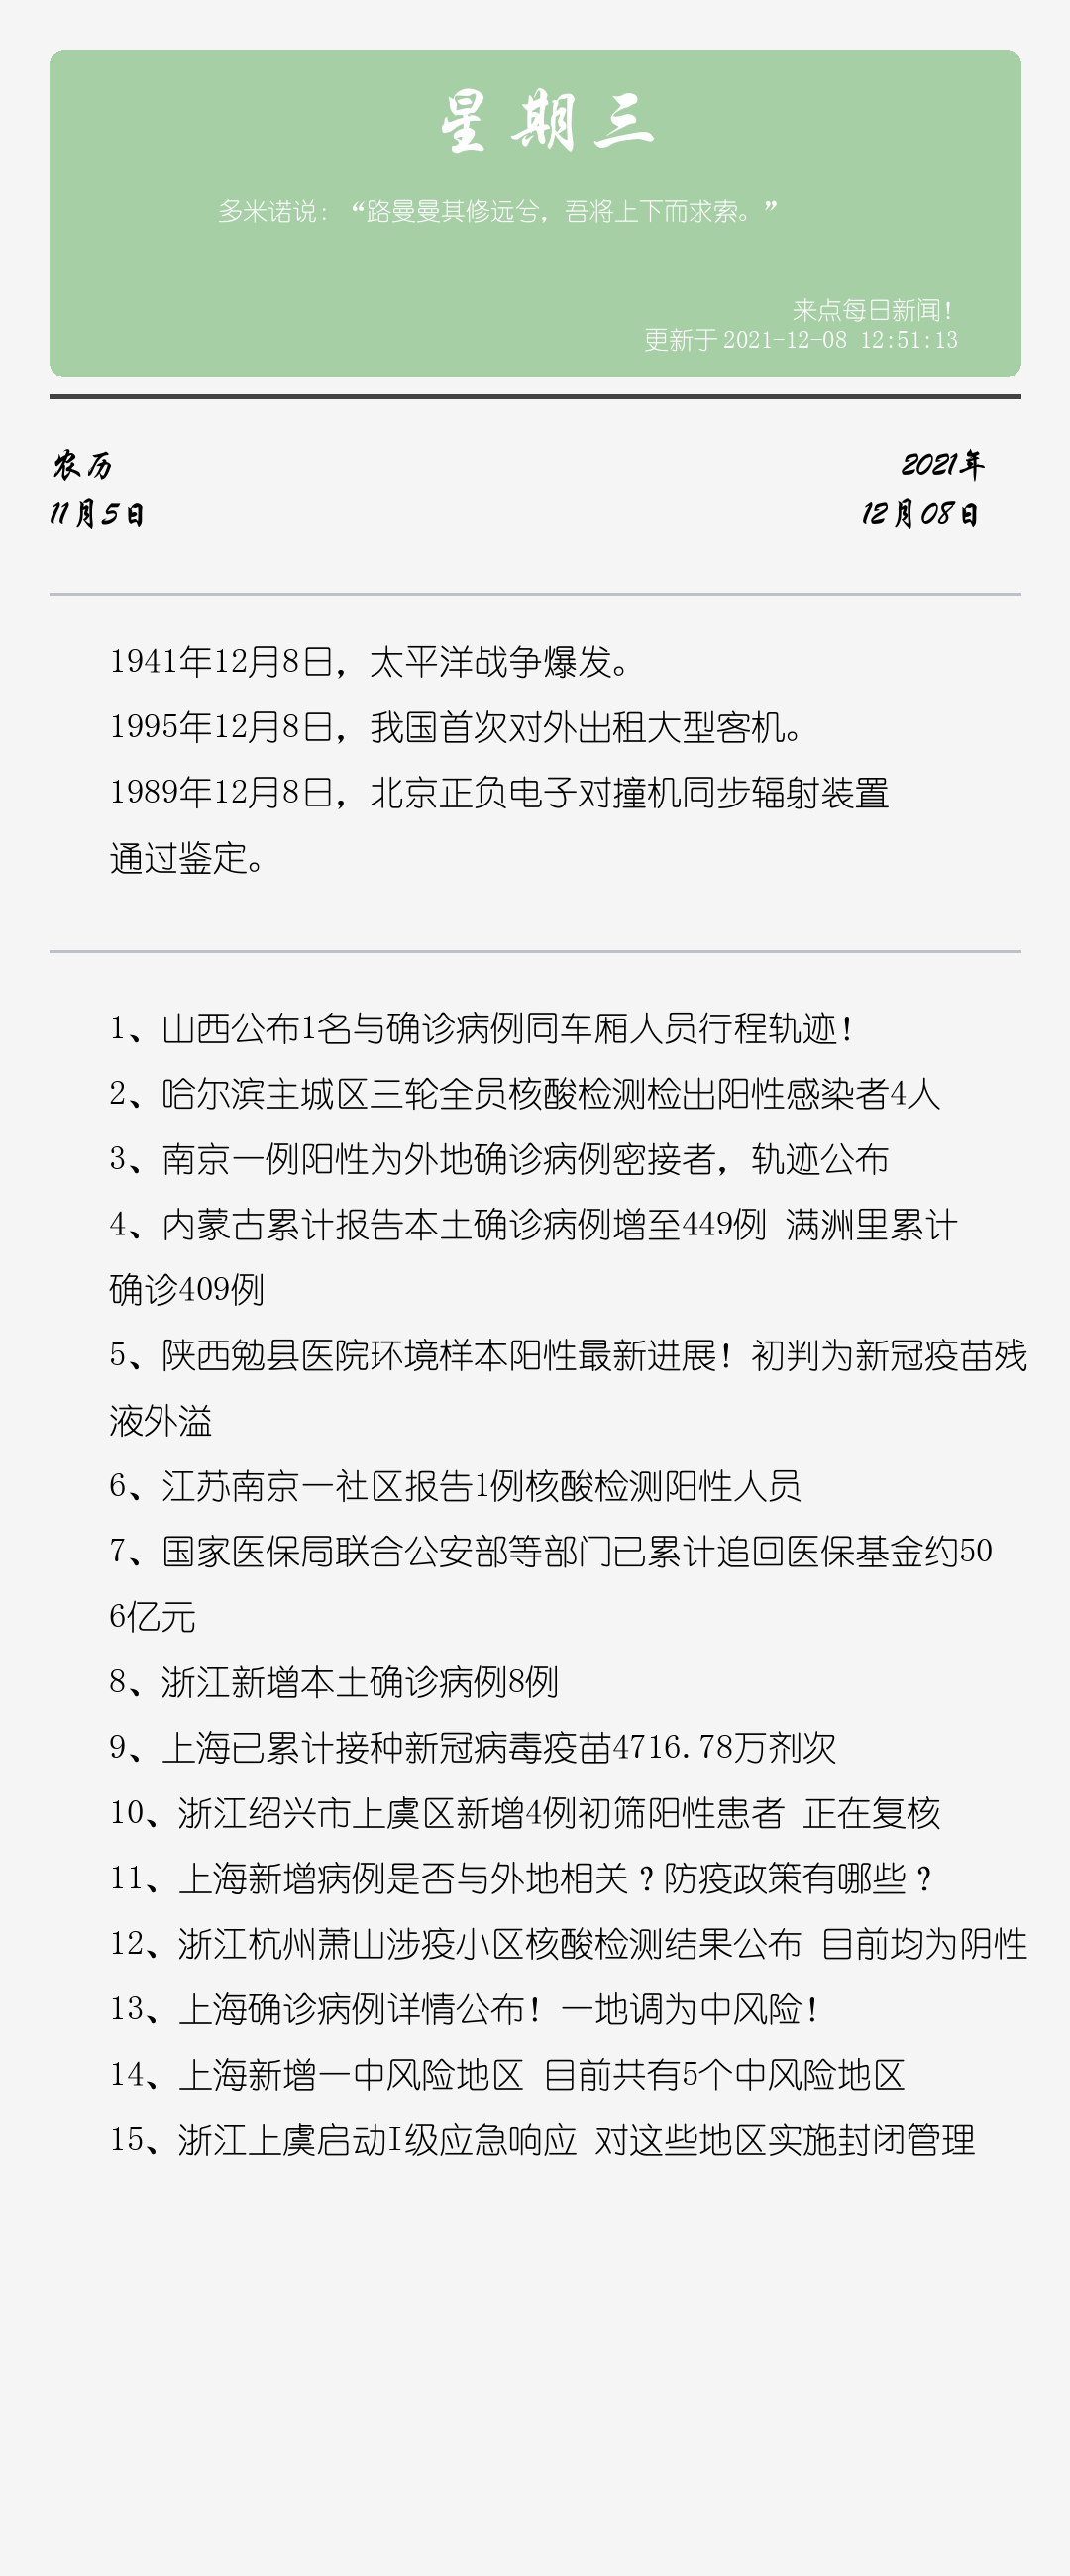 星期三
多米诺说：“路曼曼其修远兮，吾将上下而求索。”
来点每日新闻！
更新于 2021-12-08 12:51:13
农历
2021年
11月5日
12月08日
1941年12月8日，太平洋战争爆发。
1995年12月8日，我国首次对外出租大型客机。
1989年12月8日，北京正负电子对撞机同步辐射装置
通过鉴定。
1、山西公布1名与确诊病例同车厢人员行程轨迹！
2、哈尔滨主城区三轮全员核酸检测检出阳性感染者4人
3、南京一例阳性为外地确诊病例密接者，轨迹公布
4、内蒙古累计报告本土确诊病例增至449例 满洲里累计
确诊409例
5、陕西勉县医院环境样本阳性最新进展！初判为新冠疫苗残
液外溢
6、江苏南京一社区报告1例核酸检测阳性人员
7、国家医保局联合公安部等部门已累计追回医保基金约50
6亿元
8、浙江新增本土确诊病例8例
9、上海已累计接种新冠病毒疫苗4716.78万剂次
10、浙江绍兴市上虞区新增4例初筛阳性患者 正在复核
11、上海新增病例是否与外地相关？防疫政策有哪些？
12、浙江杭州萧山涉疫小区核酸检测结果公布 目前均为阴性
13、上海确诊病例详情公布！一地调为中风险！
14、上海新增一中风险地区 目前共有5个中风险地区
15、浙江上虞启动I级应急响应 对这些地区实施封闭管理